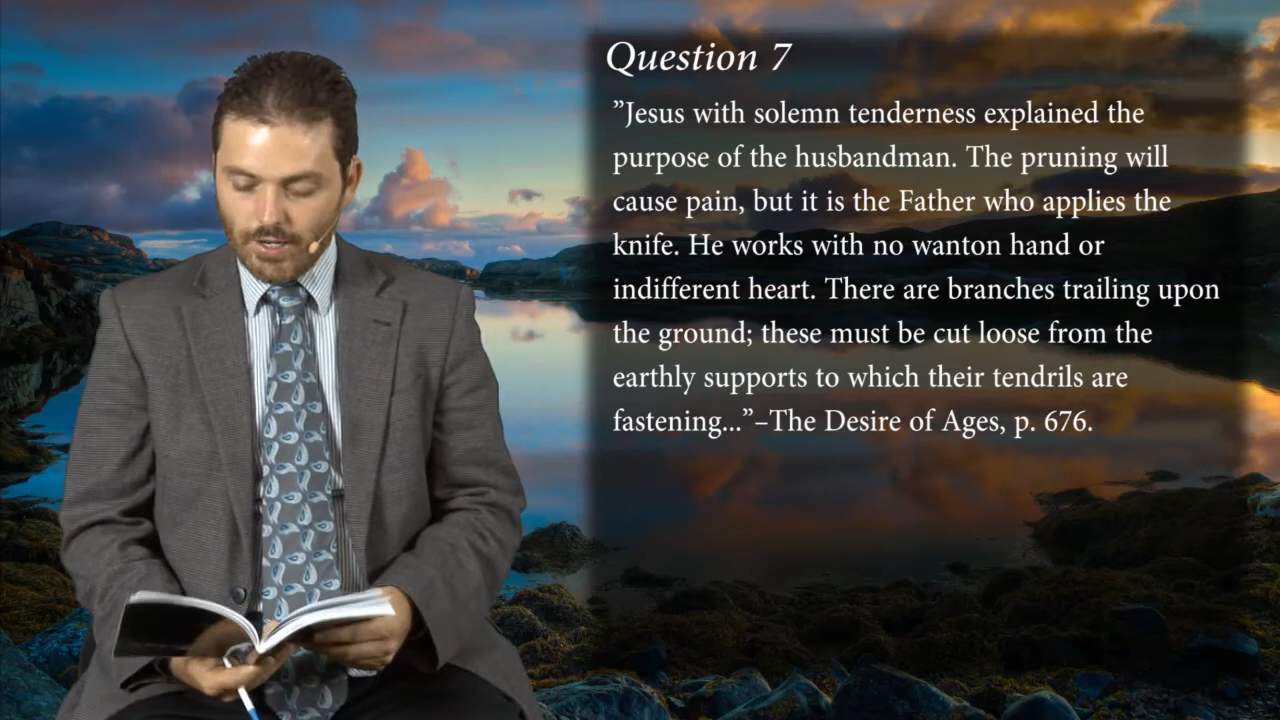 Question 7
”Jesus with solemn tenderness explained the
purpose of the husbandman. The pruning will
cause pain, but it is the Father who applies the
knife. He works with no wanton hand or
indifferent heart. There are branches trailing upon
the ground; these must be cut loose from the
earthly supports to which their tendrils are
fastening...”–The Desire of Ages, p. 676.